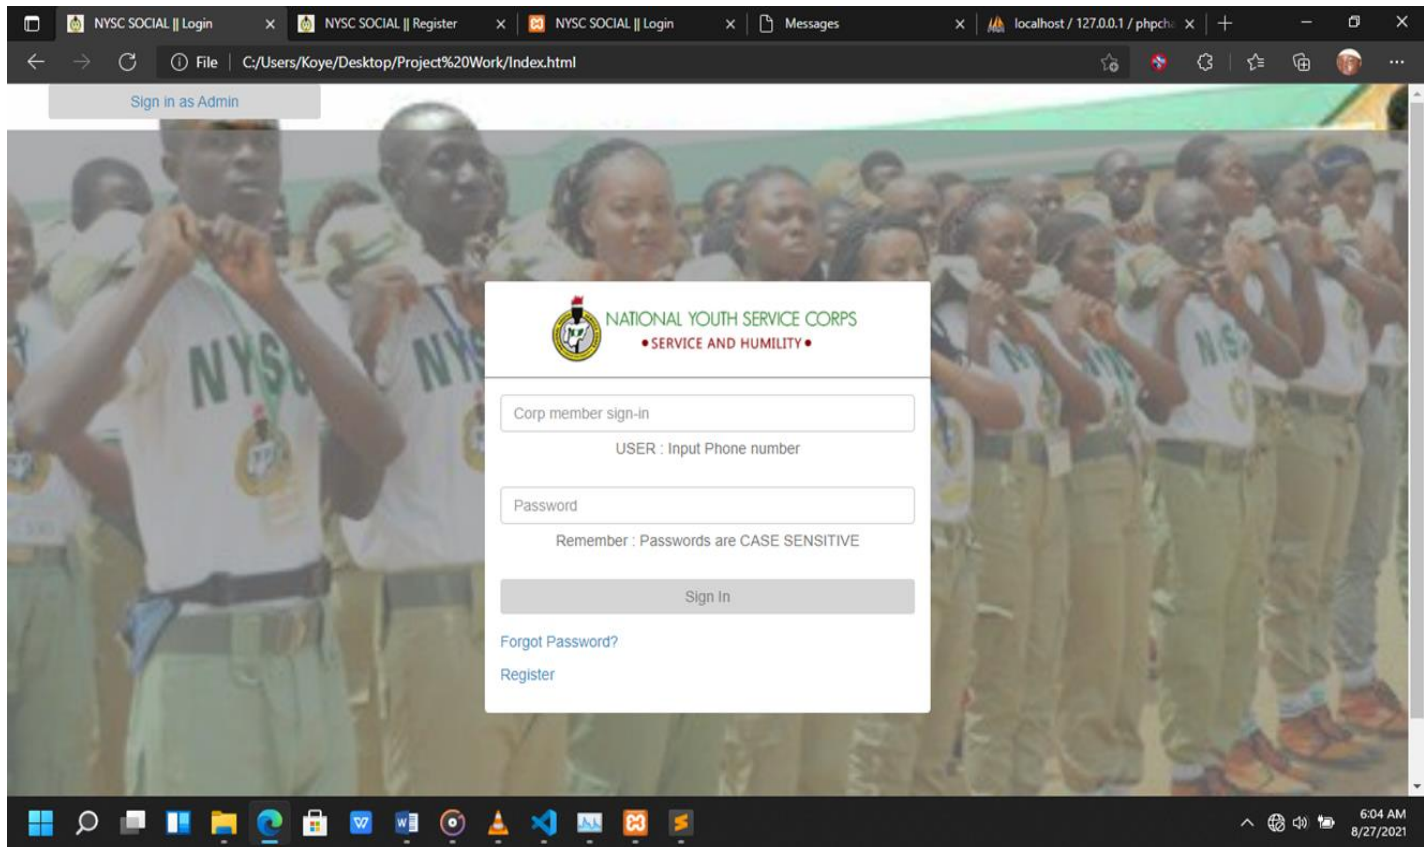 NYSC SOCIAL || Login
NYSC SOCIAL || Register
NYSC SOCIAL || Login
Messages
localhost / 127.0.0.1 / phpch
File
C:/Users/Koye/Desktop/Project%20Work/Index.html
Sign in as Admin
NYSC
NYS
NYS
NATIONAL YOUTH SERVICE CORPS
•SERVICE AND HUMILITY•
Corp member sign-in
USER : Input Phone number
Password
Remember : Passwords are CASE SENSITIVE
Sign In
Forgot Password?
Register
6:04 AM
8/27/2021